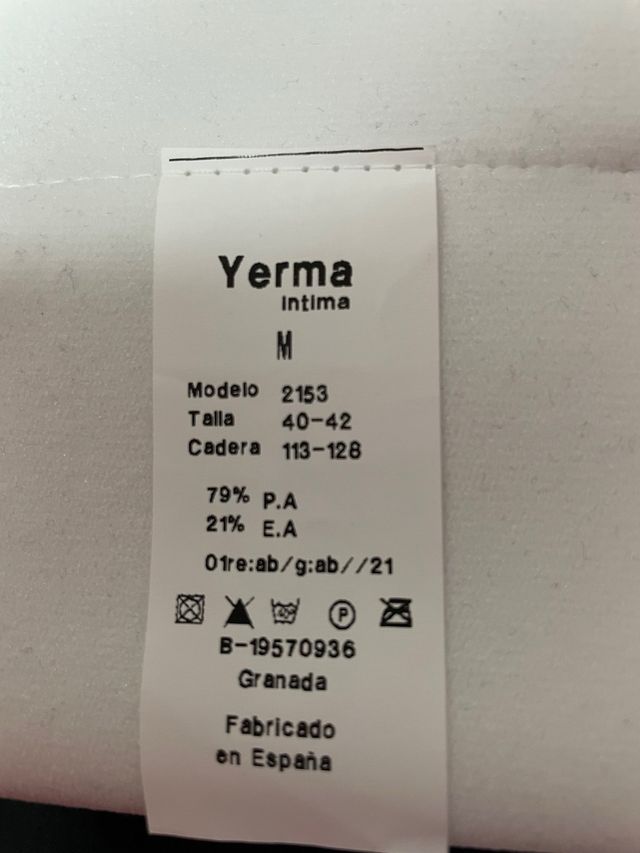 Yerma
Intima
M
Modelo 2153
Talla 40-42
Cadera 113-128
79% P.A
21% E.A
01re:ab/g:ab//21
P
B-19570936
Granada
Fabricado
en España